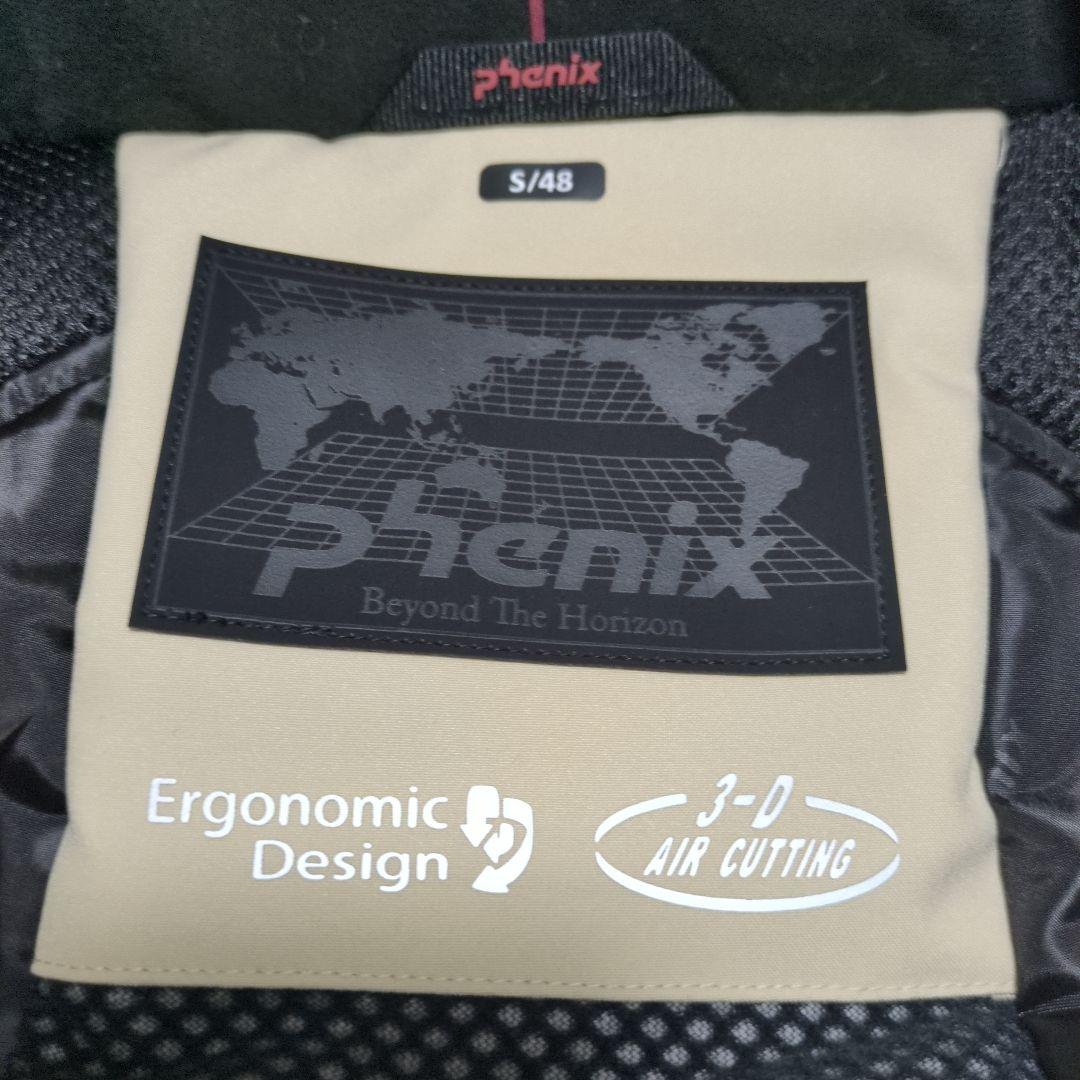 phenix
S/48
phenix
Beyond The Horizon
Ergonomic
Design
3-D
AIR CUTTING